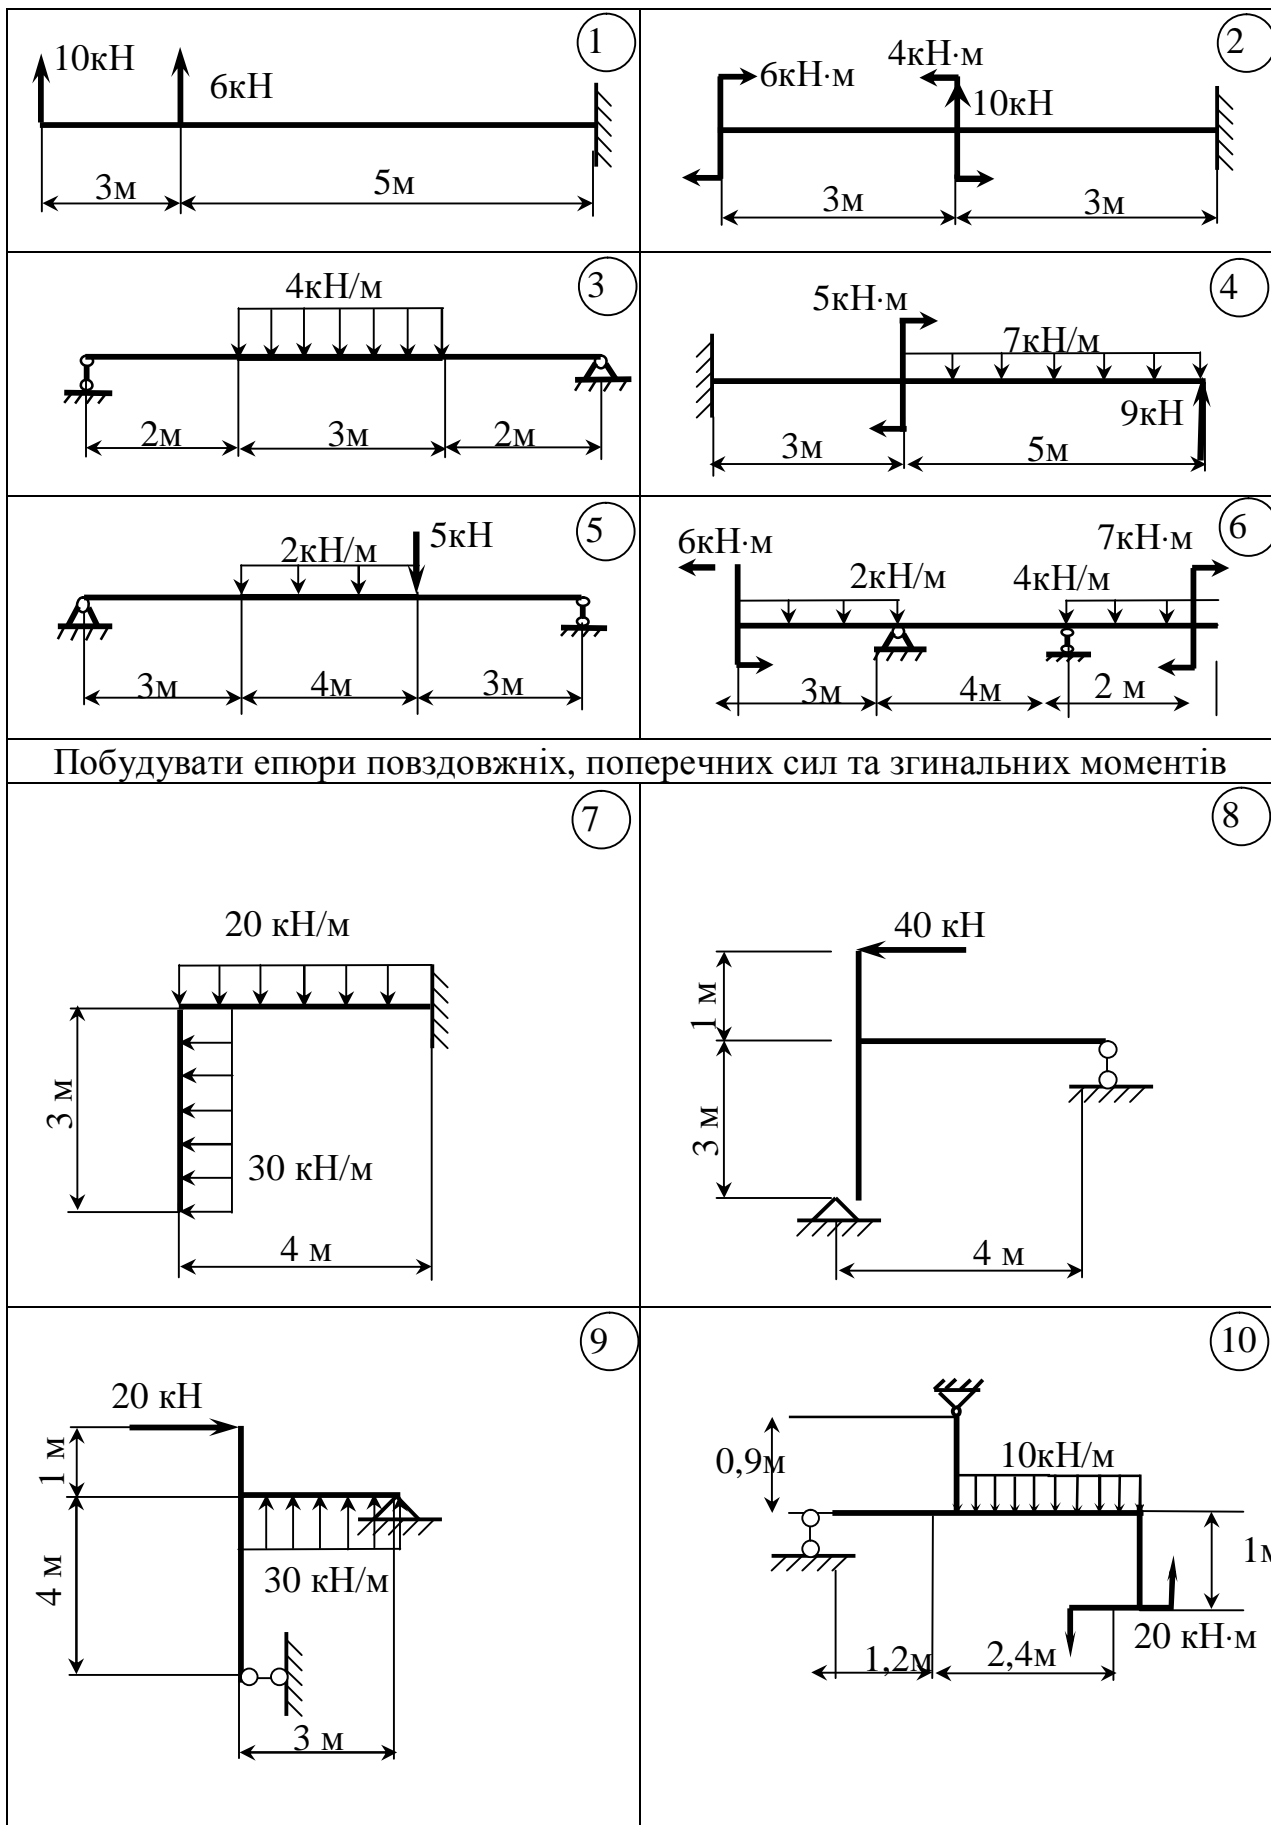 1
10кН
6кН
3м
5м
2
6кН·м
4кН·м
10кН
3м
3м
3
4кН/м
2м
3м
2м
4
5кН·м
7кН/м
9кН
3м
5м
5
2кН/м
5кН
3м
4м
3м
6
6кН·м
7кН·м
2кН/м
4кН/м
3м
4м
2 м
Побудувати епюри повздовжніх, поперечних сил та згинальних моментів
7
20 кН/м
3 м
30 кН/м
4 м
8
40 кН
1 м
3 м
4 м
9
20 кН
1 м
4 м
30 кН/м
3 м
10
0,9м
10кН/м
1м
20 кН·м
1,2м
2,4м